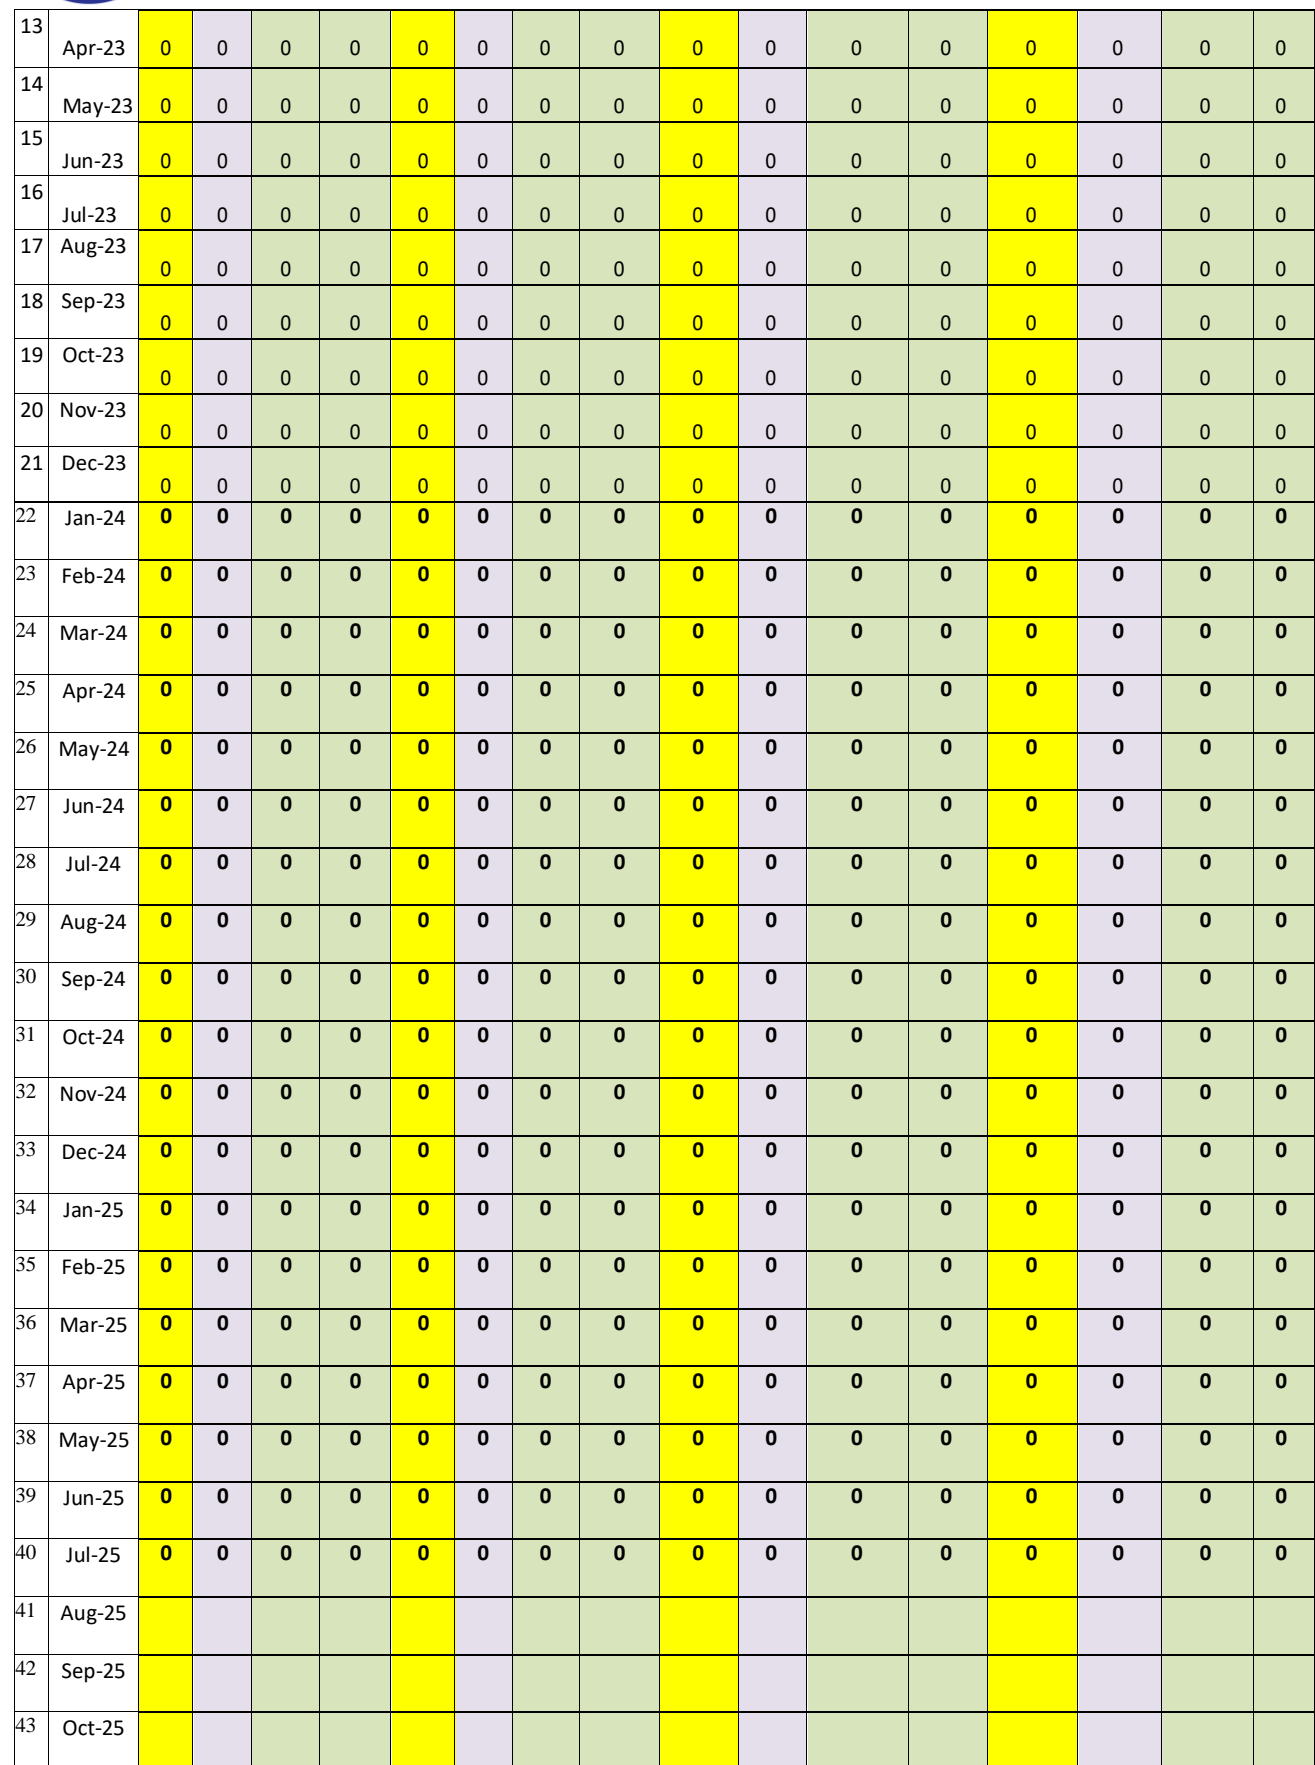 13 Apr-23 0 0 0 0 0 0 0 0 0 0 0 0 0 0 0 0
14 May-23 0 0 0 0 0 0 0 0 0 0 0 0 0 0 0 0
15 Jun-23 0 0 0 0 0 0 0 0 0 0 0 0 0 0 0 0
16 Jul-23 0 0 0 0 0 0 0 0 0 0 0 0 0 0 0 0
17 Aug-23 0 0 0 0 0 0 0 0 0 0 0 0 0 0 0 0
18 Sep-23 0 0 0 0 0 0 0 0 0 0 0 0 0 0 0 0
19 Oct-23 0 0 0 0 0 0 0 0 0 0 0 0 0 0 0 0
20 Nov-23 0 0 0 0 0 0 0 0 0 0 0 0 0 0 0 0
21 Dec-23 0 0 0 0 0 0 0 0 0 0 0 0 0 0 0 0
22 Jan-24 0 0 0 0 0 0 0 0 0 0 0 0 0 0 0 0
23 Feb-24 0 0 0 0 0 0 0 0 0 0 0 0 0 0 0 0
24 Mar-24 0 0 0 0 0 0 0 0 0 0 0 0 0 0 0 0
25 Apr-24 0 0 0 0 0 0 0 0 0 0 0 0 0 0 0 0
26 May-24 0 0 0 0 0 0 0 0 0 0 0 0 0 0 0 0
27 Jun-24 0 0 0 0 0 0 0 0 0 0 0 0 0 0 0 0
28 Jul-24 0 0 0 0 0 0 0 0 0 0 0 0 0 0 0 0
29 Aug-24 0 0 0 0 0 0 0 0 0 0 0 0 0 0 0 0
30 Sep-24 0 0 0 0 0 0 0 0 0 0 0 0 0 0 0 0
31 Oct-24 0 0 0 0 0 0 0 0 0 0 0 0 0 0 0 0
32 Nov-24 0 0 0 0 0 0 0 0 0 0 0 0 0 0 0 0
33 Dec-24 0 0 0 0 0 0 0 0 0 0 0 0 0 0 0 0
34 Jan-25 0 0 0 0 0 0 0 0 0 0 0 0 0 0 0 0
35 Feb-25 0 0 0 0 0 0 0 0 0 0 0 0 0 0 0 0
36 Mar-25 0 0 0 0 0 0 0 0 0 0 0 0 0 0 0 0
37 Apr-25 0 0 0 0 0 0 0 0 0 0 0 0 0 0 0 0
38 May-25 0 0 0 0 0 0 0 0 0 0 0 0 0 0 0 0
39 Jun-25 0 0 0 0 0 0 0 0 0 0 0 0 0 0 0 0
40 Jul-25 0 0 0 0 0 0 0 0 0 0 0 0 0 0 0 0
41 Aug-25
42 Sep-25
43 Oct-25